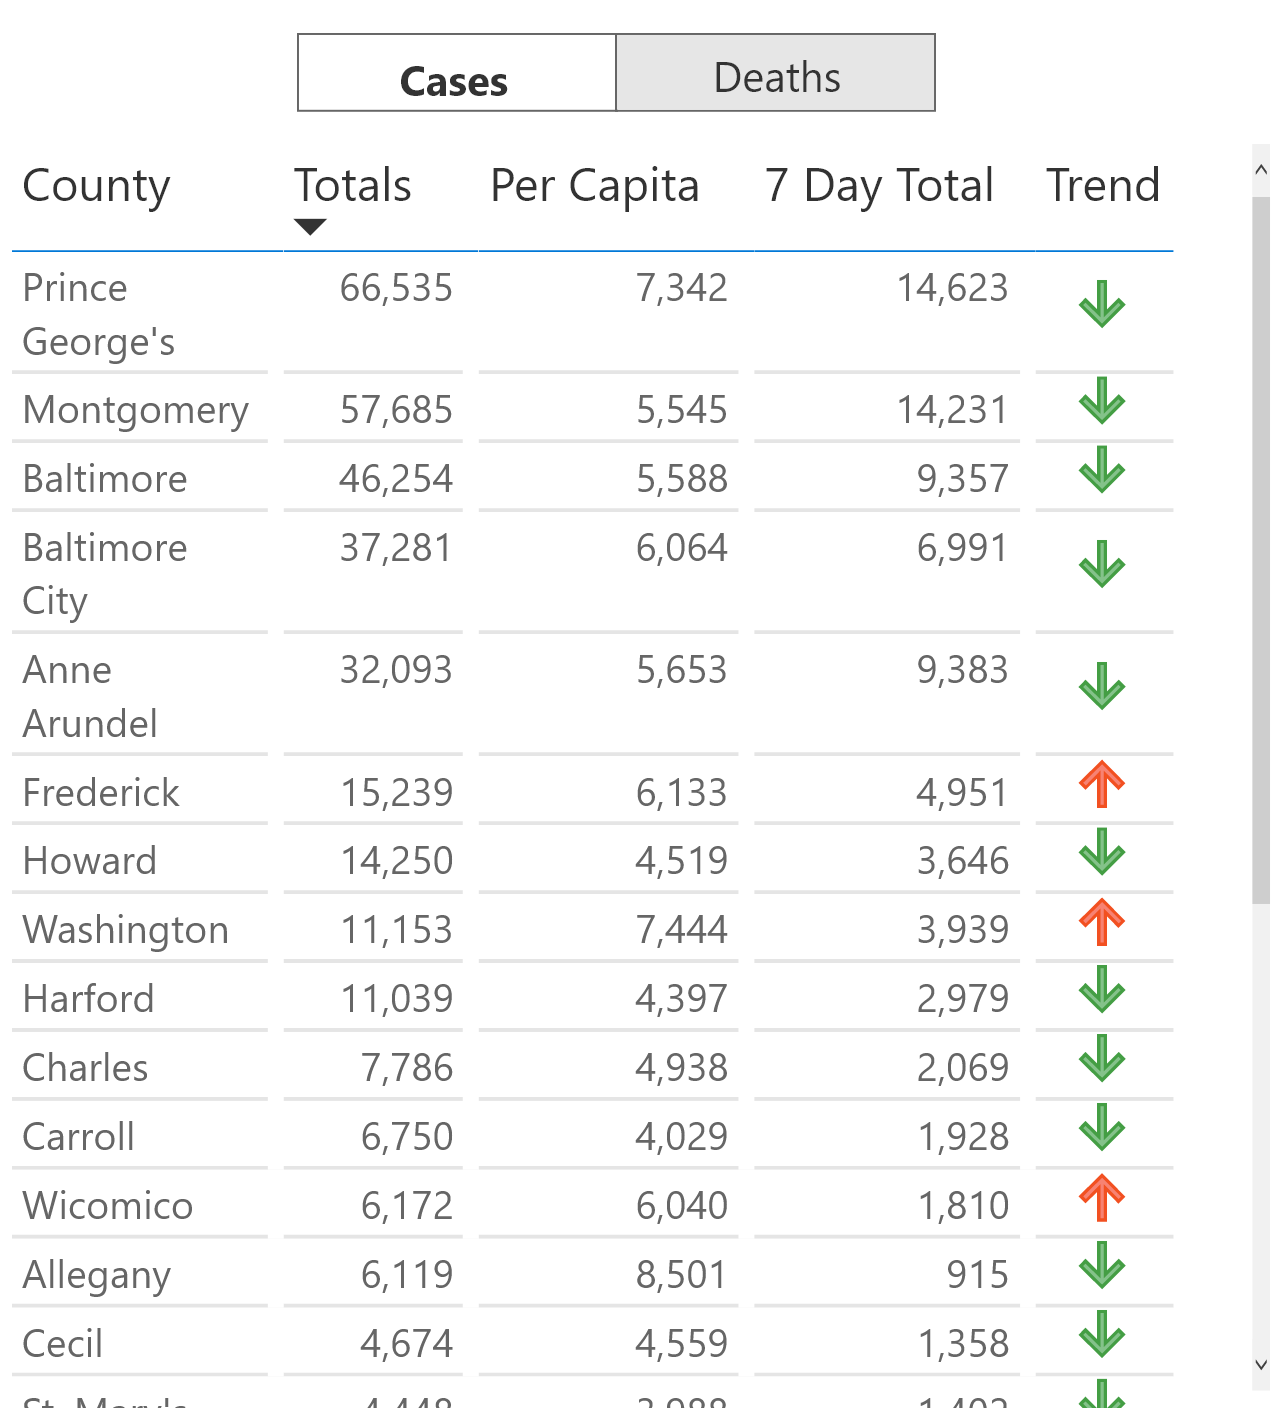 Cases Deaths
County Totals Per Capita 7 Day Total Trend
Prince 66,535 7,342 14,623
George's
Montgomery 57,685 5,545 14,231
Baltimore 46,254 5,588 9,357
Baltimore 37,281 6,064 6,991
City
Anne 32,093 5,653 9,383
Arundel
Frederick 15,239 6,133 4,951
Howard 14,250 4,519 3,646
Washington 11,153 7,444 3,939
Harford 11,039 4,397 2,979
Charles 7,786 4,938 2,069
Carroll 6,750 4,029 1,928
Wicomico 6,172 6,040 1,810
Allegany 6,119 8,501 915
Cecil 4,674 4,559 1,358
St. Mary's